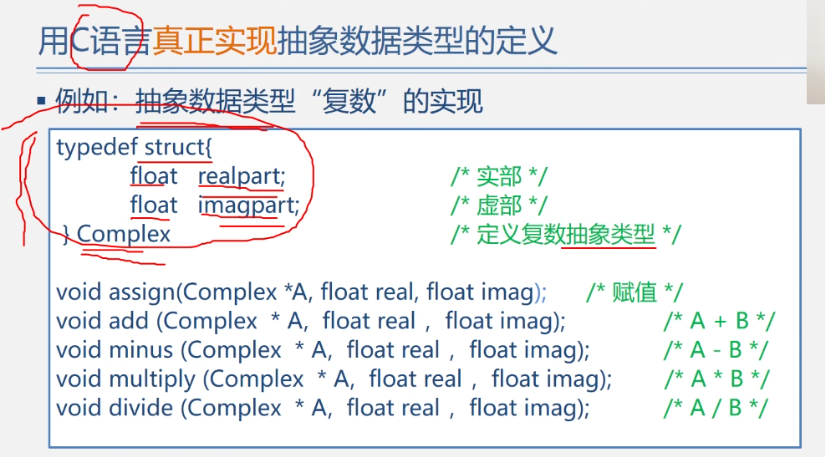 用C语言真正实现抽象数据类型的定义
▪ 例如：抽象数据类型“复数”的实现
typedef struct{
float realpart; /* 实部 */
float imagpart; /* 虚部 */
} Complex /* 定义复数抽象类型 */
void assign(Complex *A, float real, float imag); /* 赋值 */
void add (Complex * A, float real , float imag); /* A + B */
void minus (Complex * A, float real , float imag); /* A - B */
void multiply (Complex * A, float real , float imag); /* A * B */
void divide (Complex * A, float real , float imag); /* A / B */